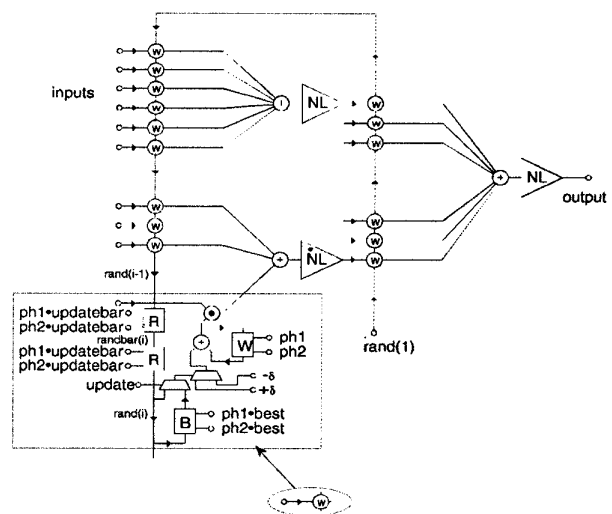 w
w
w
w
w
w
inputs
+
NL
w
w
w
w
w
w
+
NL
w
w
w
+
NL
output
rand(i-1)
rand(1)
ph1•updatebar
ph2•updatebar
R
randbar(i)
ph1•updatebar
ph2•updatebar
R
+
W
ph1
ph2
update
-δ
+δ
rand(i)
B
ph1•best
ph2•best
w